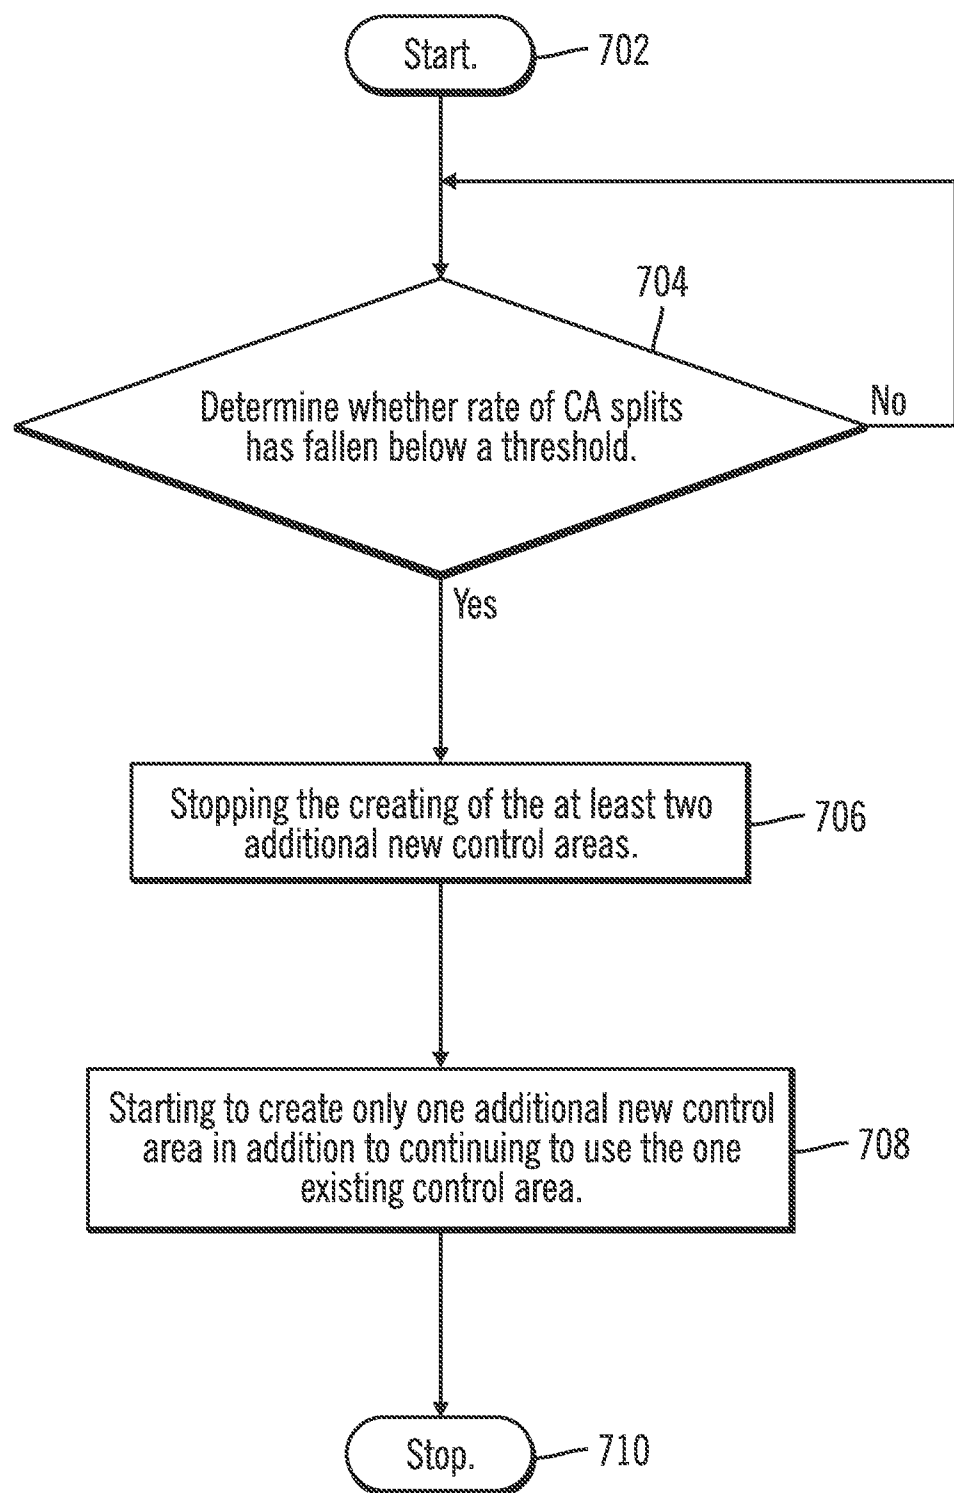 Start.
702
704
Determine whether rate of CA splits
has fallen below a threshold.
No
Yes
Stopping the creating of the at least two
additional new control areas.
706
Starting to create only one additional new control
area in addition to continuing to use the one
existing control area.
708
Stop.
710